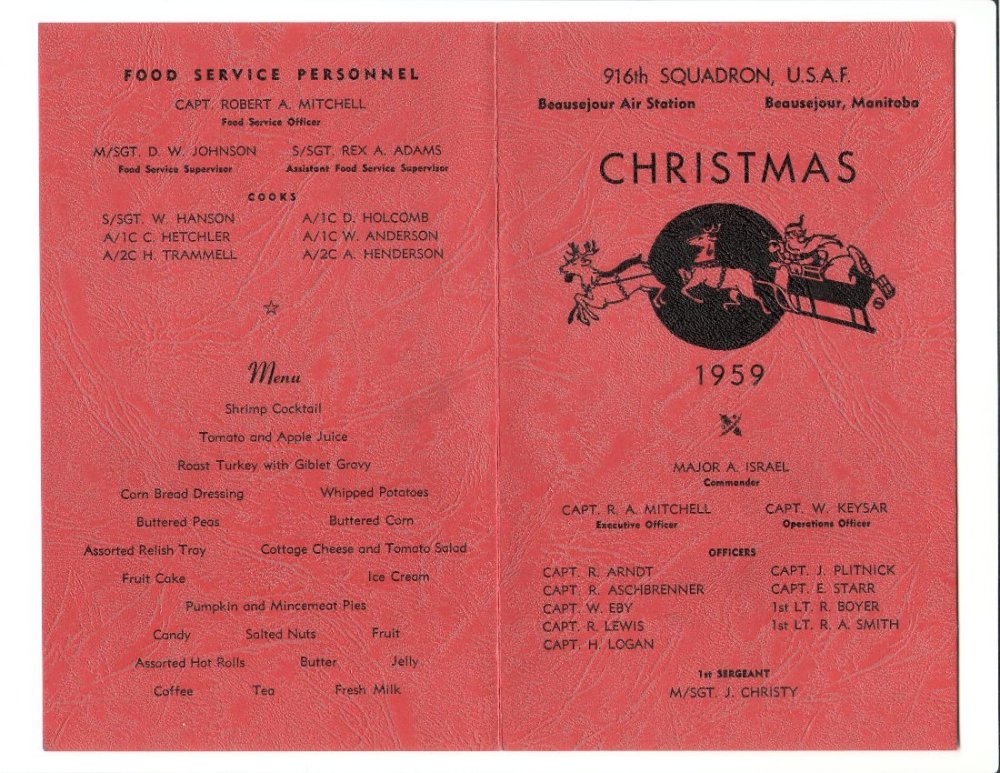 FOOD SERVICE PERSONNEL
CAPT. ROBERT A. MITCHELL
Food Service Officer
M/SGT. D. W. JOHNSON S/SGT. REX A. ADAMS
Food Service Supervisor Assistant Food Service Supervisor
COOKS
S/SGT. W. HANSON A/1C D. HOLCOMB
A/1C C. HETCHLER A/1C W. ANDERSON
A/2C H. TRAMMELL A/2C A. HENDERSON
Menu
Shrimp Cocktail
Tomato and Apple Juice
Roast Turkey with Giblet Gravy
Corn Bread Dressing Whipped Potatoes
Buttered Peas Buttered Corn
Assorted Relish Tray Cottage Cheese and Tomato Salad
Fruit Cake Ice Cream
Pumpkin and Mincemeat Pies
Candy Salted Nuts Fruit
Assorted Hot Rolls Butter Jelly
Coffee Tea Fresh Milk
916th SQUADRON, U.S.A.F.
Beausejour Air Station Beausejour, Manitoba
CHRISTMAS
1959
MAJOR A. ISRAEL
Commander
CAPT. R. A. MITCHELL CAPT. W. KEYSAR
Executive Officer Operations Officer
OFFICERS
CAPT. R. ARNDT CAPT. J. PLITNICK
CAPT. R. ASCHBRENNER CAPT. E. STARR
CAPT. W. EBY 1st LT. R. BOYER
CAPT. R. LEWIS 1st LT. R. A. SMITH
CAPT. H. LOGAN
1st SERGEANT
M/SGT. J. CHRISTY